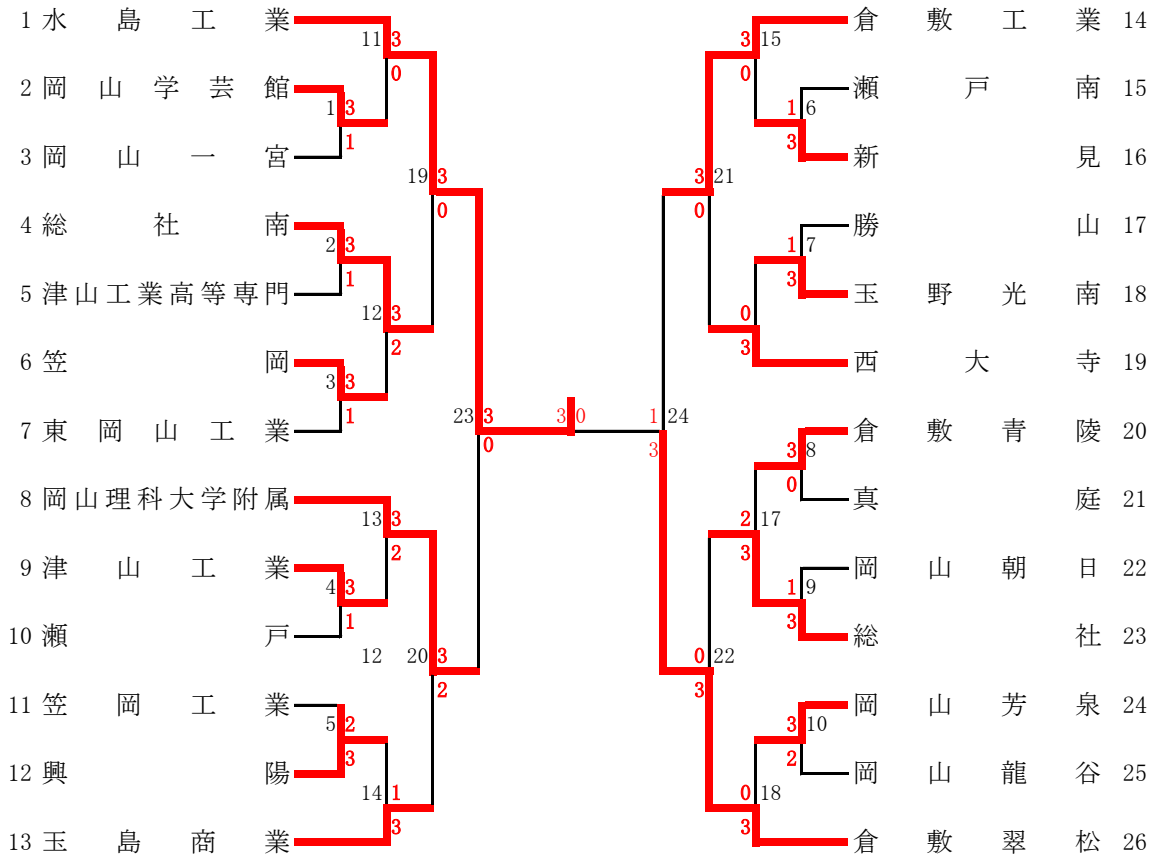 1 水島工業 11 3 3 15 倉敷工業 14
0 0
2 岡山学芸館 1 3 1 6 瀬戸南 15
1 3
3 岡山一宮 新見 16
19 3 3 21
0 0
4 総社南 2 3 1 7 勝山 17
1 3
5 津山工業高等専門 12 3 0 玉野光南 18
2 3
6 笠岡 3 3 西大寺 19
1
7 東岡山工業 23 3 3 0 1 24 倉敷青陵 20
0 3 3 8
0
8 岡山理科大学附属 13 3 2 17 真庭 21
2 3
9 津山工業 4 3 1 9 岡山朝日 22
1 3
10 瀬戸 総社 23
12 20 3 0 22
2 3
11 笠岡工業 5 2 3 10 岡山芳泉 24
3 2
12 興陽 岡山龍谷 25
14 1 0 18
3 3
13 玉島商業 倉敷翠松 26